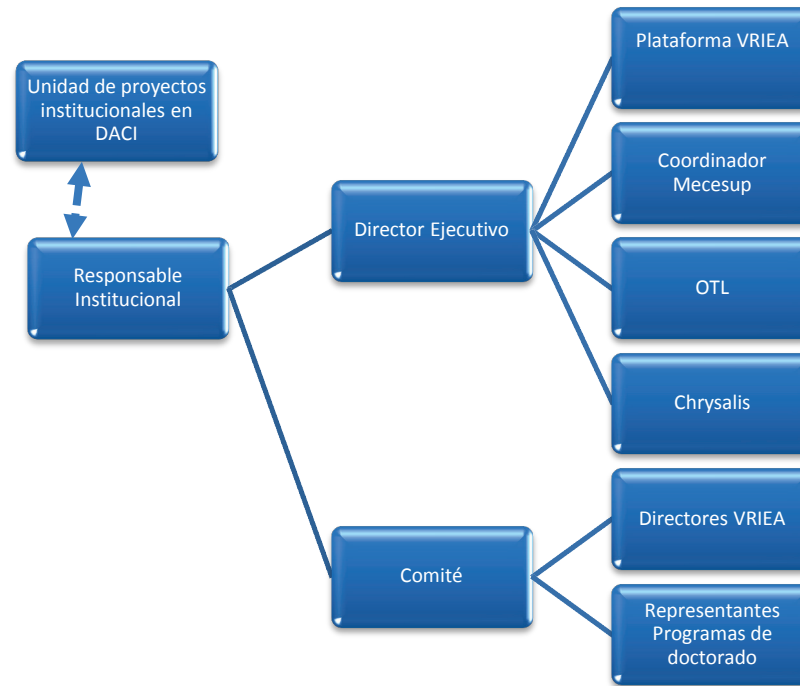 Unidad de proyectos
institucionales en
DACI
Responsable
Institucional
Director Ejecutivo
Comité
Plataforma VRIEA
Coordinador
Mecesup
OTL
Chrysalis
Directores VRIEA
Representantes
Programas de
doctorado